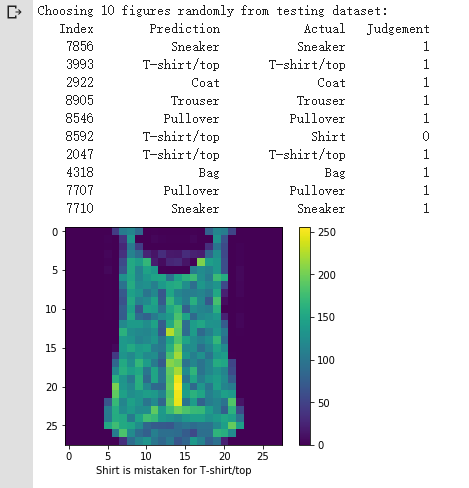 Choosing 10 figures randomly from testing dataset:
Index Prediction Actual Judgement
7856 Sneaker Sneaker 1
3993 T-shirt/top T-shirt/top 1
2922 Coat Coat 1
8905 Trouser Trouser 1
8546 Pullover Pullover 1
8592 T-shirt/top Shirt 0
2047 T-shirt/top T-shirt/top 1
4318 Bag Bag 1
7707 Pullover Pullover 1
7710 Sneaker Sneaker 1
0
5
10
15
20
25
0 5 10 15 20 25
250
200
150
100
50
0
Shirt is mistaken for T-shirt/top